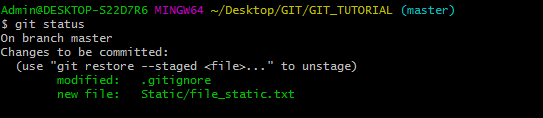 Admin@DESKTOP-S22D7R6 MINGW64 ~/Desktop/GIT/GIT_TUTORIAL (master)
$ git status
On branch master
Changes to be committed:
  (use "git restore --staged <file>..." to unstage)
        modified:   .gitignore
        new file:   Static/file_static.txt